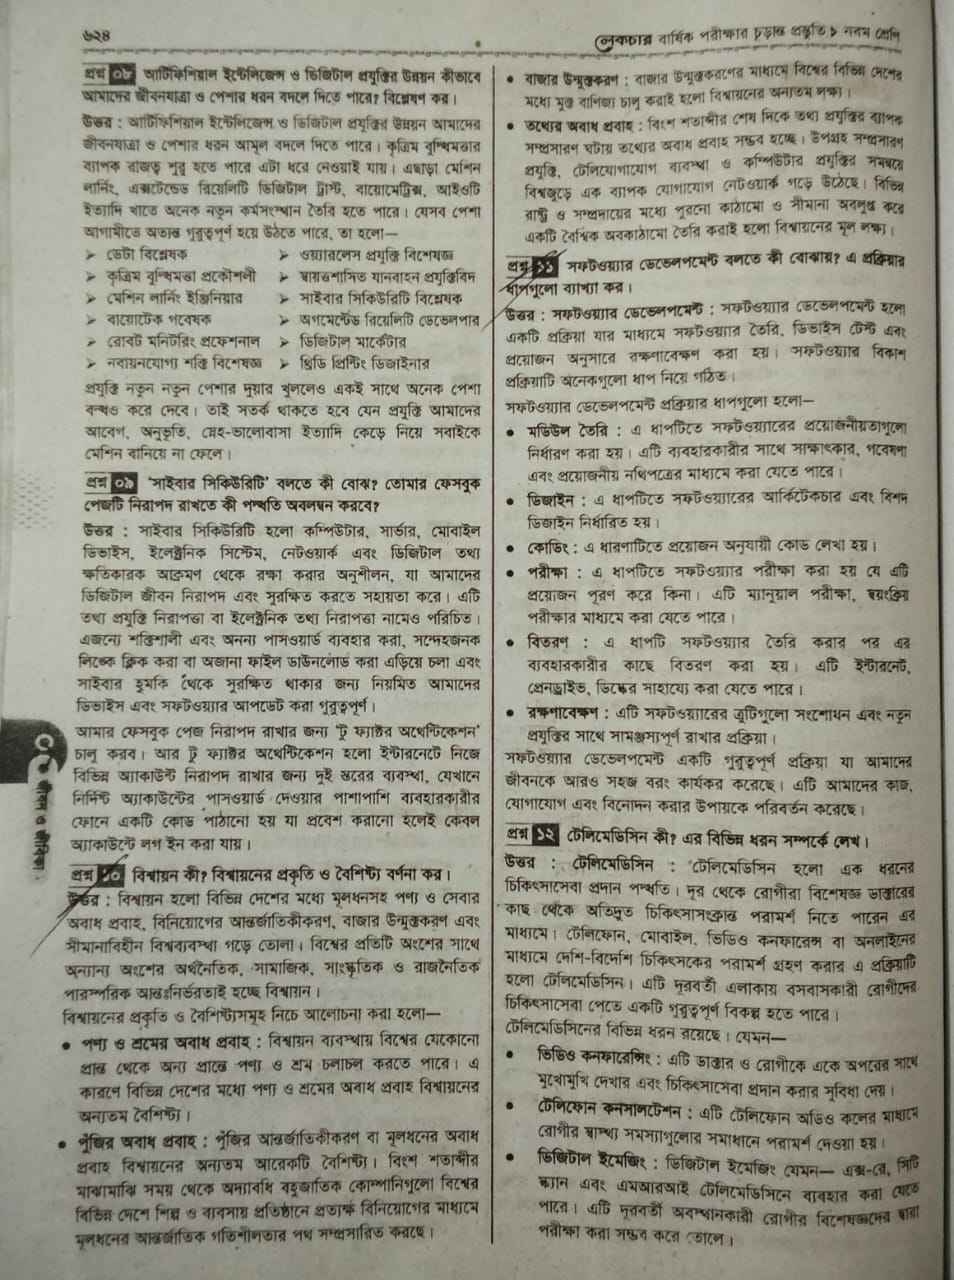 ৬২৪
লেকচার বার্ষিক পরীক্ষার চূড়ান্ত প্রস্তুতি ▸ নবম শ্রেণি
প্রশ্ন ০৮ আর্টিফিশিয়াল ইন্টেলিজেন্স ও ডিজিটাল প্রযুক্তির উন্নয়ন কীভাবে
আমাদের জীবনযাত্রা ও পেশার ধরন বদলে দিতে পারে? বিশ্লেষণ কর।
উত্তর : আর্টিফিশিয়াল ইন্টেলিজেন্স ও ডিজিটাল প্রযুক্তির উন্নয়ন আমাদের
জীবনযাত্রা ও পেশার ধরন আমূল বদলে দিতে পারে। কৃত্রিম বুদ্ধিমত্তার
ব্যাপক রাজত্ব শুরু হতে পারে এটা ধরে নেওয়াই যায়। এছাড়া মেশিন
লার্নিং, এক্সটেন্ডেড রিয়েলিটি ডিজিটাল ট্রাস্ট, বায়োমেট্রিক্স, আইওটি
ইত্যাদি খাতে অনেক নতুন কর্মসংস্থান তৈরি হতে পারে। যেসব পেশা
আগামীতে অত্যন্ত গুরুত্বপূর্ণ হয়ে উঠতে পারে, তা হলো—
➢ ডেটা বিশ্লেষক ➢ ওয়্যারলেস প্রযুক্তি বিশেষজ্ঞ
➢ কৃত্রিম বুদ্ধিমত্তা প্রকৌশলী ➢ স্বায়ত্তশাসিত যানবাহন প্রযুক্তিবিদ
➢ মেশিন লার্নিং ইঞ্জিনিয়ার ➢ সাইবার সিকিউরিটি বিশ্লেষক
➢ বায়োটেক গবেষক ➢ অগমেন্টেড রিয়েলিটি ডেভেলপার
➢ রোবট মনিটরিং প্রফেশনাল ➢ ডিজিটাল মার্কেটার
➢ নবায়নযোগ্য শক্তি বিশেষজ্ঞ ➢ থ্রিডি প্রিন্টিং ডিজাইনার
প্রযুক্তি নতুন নতুন পেশার দুয়ার খুললেও একই সাথে অনেক পেশা
বন্ধও করে দেবে। তাই সতর্ক থাকতে হবে যেন প্রযুক্তি আমাদের
আবেগ, অনুভূতি, স্নেহ-ভালোবাসা ইত্যাদি কেড়ে নিয়ে সবাইকে
মেশিন বানিয়ে না ফেলে।
প্রশ্ন ০৯ ‘সাইবার সিকিউরিটি’ বলতে কী বোঝ? তোমার ফেসবুক
পেজটি নিরাপদ রাখতে কী পদ্ধতি অবলম্বন করবে?
উত্তর : সাইবার সিকিউরিটি হলো কম্পিউটার, সার্ভার, মোবাইল
ডিভাইস, ইলেক্ট্রনিক সিস্টেম, নেটওয়ার্ক এবং ডিজিটাল তথ্য
ক্ষতিকারক আক্রমণ থেকে রক্ষা করার অনুশীলন, যা আমাদের
ডিজিটাল জীবন নিরাপদ এবং সুরক্ষিত করতে সহায়তা করে। এটি
তথ্য প্রযুক্তি নিরাপত্তা বা ইলেক্ট্রনিক তথ্য নিরাপত্তা নামেও পরিচিত।
এজন্যে শক্তিশালী এবং অনন্য পাসওয়ার্ড ব্যবহার করা, সন্দেহজনক
লিঙ্কে ক্লিক করা বা অজানা ফাইল ডাউনলোড করা এড়িয়ে চলা এবং
সাইবার হুমকি থেকে সুরক্ষিত থাকার জন্য নিয়মিত আমাদের
ডিভাইস এবং সফটওয়্যার আপডেট করা গুরুত্বপূর্ণ।
আমার ফেসবুক পেজ নিরাপদ রাখার জন্য ‘টু ফ্যাক্টর অথেন্টিকেশন’
চালু করব। আর টু ফ্যাক্টর অথেন্টিকেশন হলো ইন্টারনেটে নিজে
বিভিন্ন অ্যাকাউন্ট নিরাপদ রাখার জন্য দুই স্তরের ব্যবস্থা, যেখানে
নির্দিষ্ট অ্যাকাউন্টের পাসওয়ার্ড দেওয়ার পাশাপাশি ব্যবহারকারীর
ফোনে একটি কোড পাঠানো হয় যা প্রবেশ করানো হলেই কেবল
অ্যাকাউন্টে লগ ইন করা যায়।
প্রশ্ন ১০ বিশ্বায়ন কী? বিশ্বায়নের প্রকৃতি ও বৈশিষ্ট্য বর্ণনা কর।
উত্তর : বিশ্বায়ন হলো বিভিন্ন দেশের মধ্যে মূলধনসহ পণ্য ও সেবার
অবাধ প্রবাহ, বিনিয়োগের আন্তর্জাতিকীকরণ, বাজার উন্মুক্তকরণ এবং
সীমানাবিহীন বিশ্বব্যবস্থা গড়ে তোলা। বিশ্বের প্রতিটি অংশের সাথে
অন্যান্য অংশের অর্থনৈতিক, সামাজিক, সাংস্কৃতিক ও রাজনৈতিক
পারস্পরিক আন্তঃনির্ভরতাই হচ্ছে বিশ্বায়ন।
বিশ্বায়নের প্রকৃতি ও বৈশিষ্ট্যসমূহ নিচে আলোচনা করা হলো—
• পণ্য ও শ্রমের অবাধ প্রবাহ : বিশ্বায়ন ব্যবস্থায় বিশ্বের যেকোনো
প্রান্ত থেকে অন্য প্রান্তে পণ্য ও শ্রম চলাচল করতে পারে। এ
কারণে বিভিন্ন দেশের মধ্যে পণ্য ও শ্রমের অবাধ প্রবাহ বিশ্বায়নের
অন্যতম বৈশিষ্ট্য।
• পুঁজির অবাধ প্রবাহ : পুঁজির আন্তর্জাতিকীকরণ বা মূলধনের অবাধ
প্রবাহ বিশ্বায়নের অন্যতম আরেকটি বৈশিষ্ট্য। বিংশ শতাব্দীর
মাঝামাঝি সময় থেকে অদ্যাবধি বহুজাতিক কোম্পানিগুলো বিশ্বের
বিভিন্ন দেশে শিল্প ও ব্যবসায় প্রতিষ্ঠানে প্রত্যক্ষ বিনিয়োগের মাধ্যমে
মূলধনের আন্তর্জাতিক গতিশীলতার পথ সম্প্রসারিত করছে।
• বাজার উন্মুক্তকরণ : বাজার উন্মুক্তকরণের মাধ্যমে বিশ্বের বিভিন্ন দেশের
মধ্যে মুক্ত বাণিজ্য চালু করাই হলো বিশ্বায়নের অন্যতম লক্ষ্য।
• তথ্যের অবাধ প্রবাহ : বিংশ শতাব্দীর শেষ দিকে তথ্য প্রযুক্তির ব্যাপক
সম্প্রসারণ ঘটায় তথ্যের অবাধ প্রবাহ সম্ভব হচ্ছে। উপগ্রহ সম্প্রসারণ
প্রযুক্তি, টেলিযোগাযোগ ব্যবস্থা ও কম্পিউটার প্রযুক্তির সমন্বয়ে
বিশ্বজুড়ে এক ব্যাপক যোগাযোগ নেটওয়ার্ক গড়ে উঠেছে। বিভিন্ন
রাষ্ট্র ও সম্প্রদায়ের মধ্যে পুরনো কাঠামো ও সীমানা অবলুপ্ত করে
একটি বৈশ্বিক অবকাঠামো তৈরি করাই হলো বিশ্বায়নের মূল লক্ষ্য।
প্রশ্ন ১১ সফটওয়্যার ডেভেলপমেন্ট বলতে কী বোঝায়? এ প্রক্রিয়ার
ধাপগুলো ব্যাখ্যা কর।
উত্তর : সফটওয়্যার ডেভেলপমেন্ট : সফটওয়্যার ডেভেলপমেন্ট হলো
একটি প্রক্রিয়া যার মাধ্যমে সফটওয়্যার তৈরি, ডিভাইস টেস্ট এবং
প্রয়োজন অনুসারে রক্ষণাবেক্ষণ করা হয়। সফটওয়্যার বিকাশ
প্রক্রিয়াটি অনেকগুলো ধাপ নিয়ে গঠিত।
সফটওয়্যার ডেভেলপমেন্ট প্রক্রিয়ার ধাপগুলো হলো—
• মডিউল তৈরি : এ ধাপটিতে সফটওয়্যারের প্রয়োজনীয়তাগুলো
নির্ধারণ করা হয়। এটি ব্যবহারকারীর সাথে সাক্ষাৎকার, গবেষণা
এবং প্রয়োজনীয় নথিপত্রের মাধ্যমে করা যেতে পারে।
• ডিজাইন : এ ধাপটিতে সফটওয়্যারের আর্কিটেকচার এবং বিশদ
ডিজাইন নির্ধারিত হয়।
• কোডিং : এ ধারণাটিতে প্রয়োজন অনুযায়ী কোড লেখা হয়।
• পরীক্ষা : এ ধাপটিতে সফটওয়্যার পরীক্ষা করা হয় যে এটি
প্রয়োজন পূরণ করে কিনা। এটি ম্যানুয়াল পরীক্ষা, স্বয়ংক্রিয়
পরীক্ষার মাধ্যমে করা যেতে পারে।
• বিতরণ : এ ধাপটি সফটওয়্যার তৈরি করার পর এর
ব্যবহারকারীর কাছে বিতরণ করা হয়। এটি ইন্টারনেট,
প্রেনড্রাইভ, ডিস্কের সাহায্যে করা যেতে পারে।
• রক্ষণাবেক্ষণ : এটি সফটওয়্যারের ত্রুটিগুলো সংশোধন এবং নতুন
প্রযুক্তির সাথে সামঞ্জস্যপূর্ণ রাখার প্রক্রিয়া।
সফটওয়্যার ডেভেলপমেন্ট একটি গুরুত্বপূর্ণ প্রক্রিয়া যা আমাদের
জীবনকে আরও সহজ বরং কার্যকর করেছে। এটি আমাদের কাজ,
যোগাযোগ এবং বিনোদন করার উপায়কে পরিবর্তন করেছে।
প্রশ্ন ১২ টেলিমেডিসিন কী? এর বিভিন্ন ধরন সম্পর্কে লেখ।
উত্তর : টেলিমেডিসিন : টেলিমেডিসিন হলো এক ধরনের
চিকিৎসাসেবা প্রদান পদ্ধতি। দূর থেকে রোগীরা বিশেষজ্ঞ ডাক্তারের
কাছ থেকে অতিদ্রুত চিকিৎসাসংক্রান্ত পরামর্শ নিতে পারেন এর
মাধ্যমে। টেলিফোন, মোবাইল, ভিডিও কনফারেন্স বা অনলাইনের
মাধ্যমে দেশি-বিদেশি চিকিৎসকের পরামর্শ গ্রহণ করার এ প্রক্রিয়াটি
হলো টেলিমেডিসিন। এটি দূরবর্তী এলাকায় বসবাসকারী রোগীদের
চিকিৎসাসেবা পেতে একটি গুরুত্বপূর্ণ বিকল্প হতে পারে।
টেলিমেডিসিনের বিভিন্ন ধরন রয়েছে। যেমন—
• ভিডিও কনফারেন্সিং : এটি ডাক্তার ও রোগীকে একে অপরের সাথে
মুখোমুখি দেখার এবং চিকিৎসাসেবা প্রদান করার সুবিধা দেয়।
• টেলিফোন কনসালটেশন : এটি টেলিফোন অডিও কলের মাধ্যমে
রোগীর স্বাস্থ্য সমস্যাগুলোর সমাধানে পরামর্শ দেওয়া হয়।
• ডিজিটাল ইমেজিং : ডিজিটাল ইমেজিং যেমন— এক্স-রে, সিটি
স্ক্যান এবং এমআরআই টেলিমেডিসিনে ব্যবহার করা যেতে
পারে। এটি দূরবর্তী অবস্থানকারী রোগীর বিশেষজ্ঞদের দ্বারা
পরীক্ষা করা সম্ভব করে তোলে।
জীবন ও জীবিকা